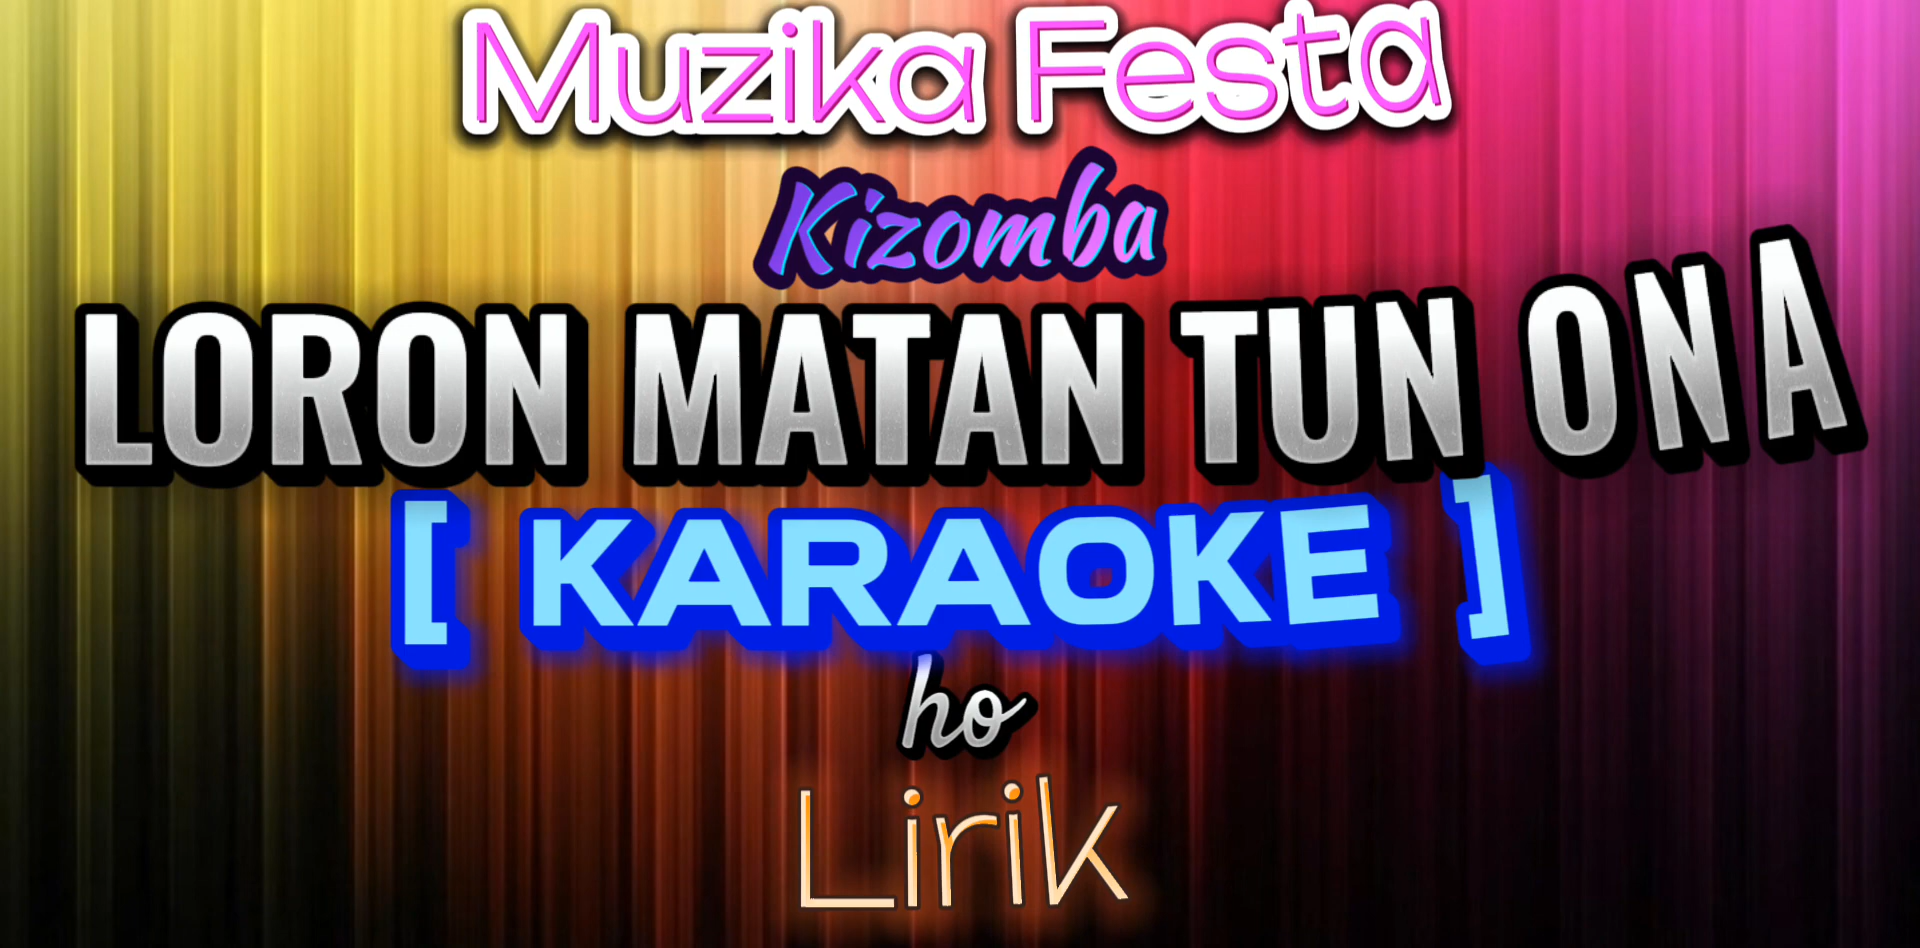 Muzika Festa
Kizomba
LORON MATAN TUN ONA
[ KARAOKE ]
ho
Lirik